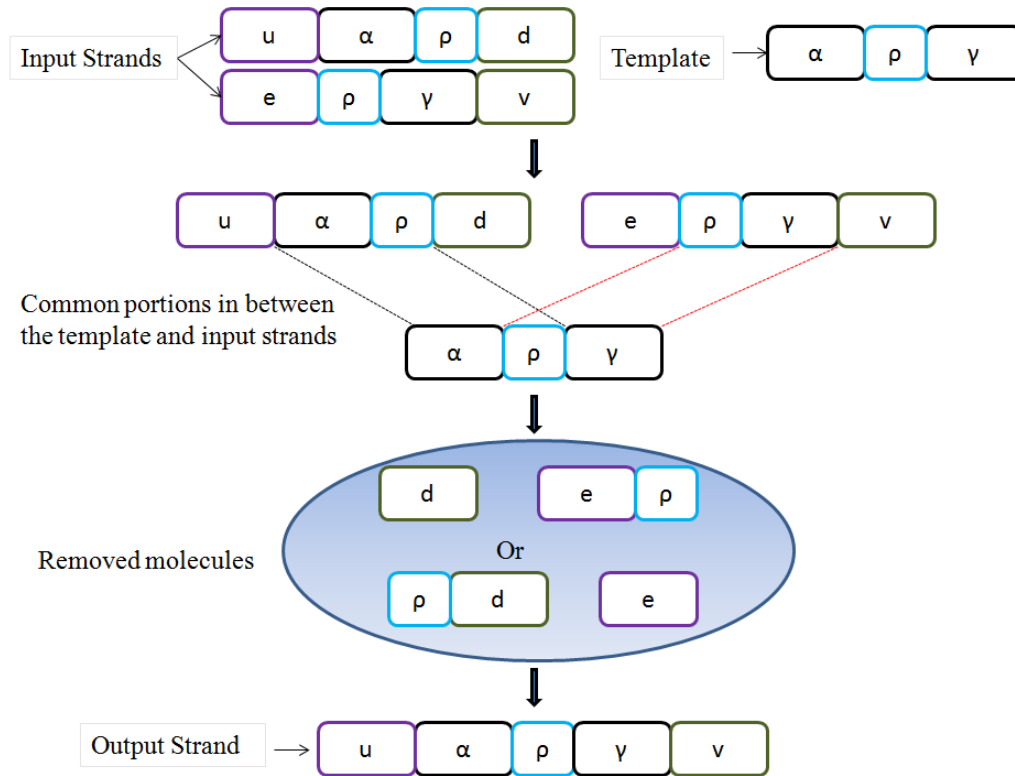 Input Strands
u α ρ d
e ρ γ v
Template
α ρ γ
u α ρ d
e ρ γ v
Common portions in between
the template and input strands
α ρ γ
d
e ρ
Removed molecules
Or
ρ d
e
Output Strand
u α ρ γ v